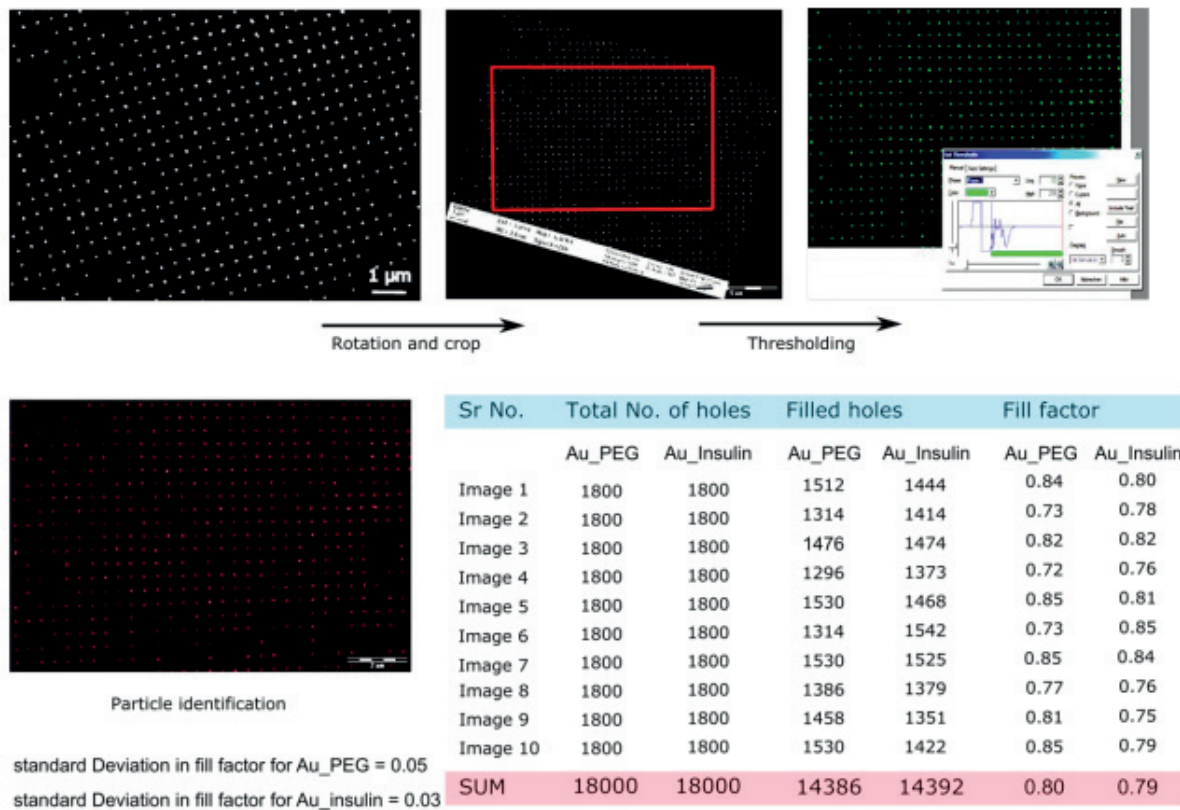 1 µm
Rotation and crop
Thresholding
Particle identification
standard Deviation in fill factor for Au_PEG = 0.05
standard Deviation in fill factor for Au_insulin = 0.03
Sr No. Total No. of holes Filled holes Fill factor
Au_PEG Au_Insulin Au_PEG Au_Insulin Au_PEG Au_Insulin
Image 1 1800 1800 1512 1444 0.84 0.80
Image 2 1800 1800 1314 1414 0.73 0.78
Image 3 1800 1800 1476 1474 0.82 0.82
Image 4 1800 1800 1296 1373 0.72 0.76
Image 5 1800 1800 1530 1468 0.85 0.81
Image 6 1800 1800 1314 1542 0.73 0.85
Image 7 1800 1800 1530 1525 0.85 0.84
Image 8 1800 1800 1386 1379 0.77 0.76
Image 9 1800 1800 1458 1351 0.81 0.75
Image 10 1800 1800 1530 1422 0.85 0.79
SUM 18000 18000 14386 14392 0.80 0.79